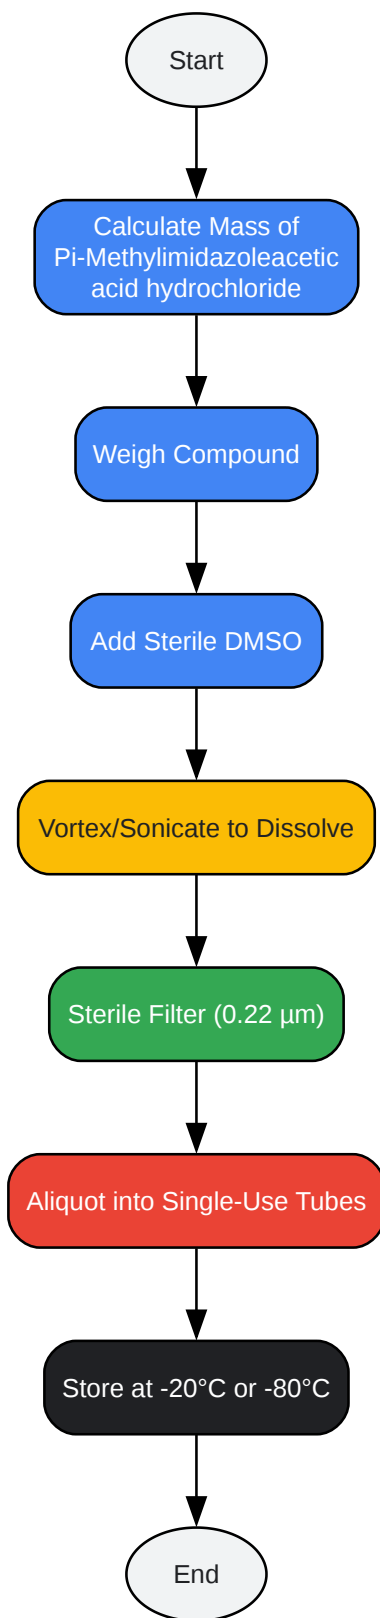 Start
Calculate Mass of
Pi-Methylimidazoleacetic
acid hydrochloride
Weigh Compound
Add Sterile DMSO
Vortex/Sonicate to Dissolve
Sterile Filter (0.22 µm)
Aliquot into Single-Use Tubes
Store at -20°C or -80°C
End